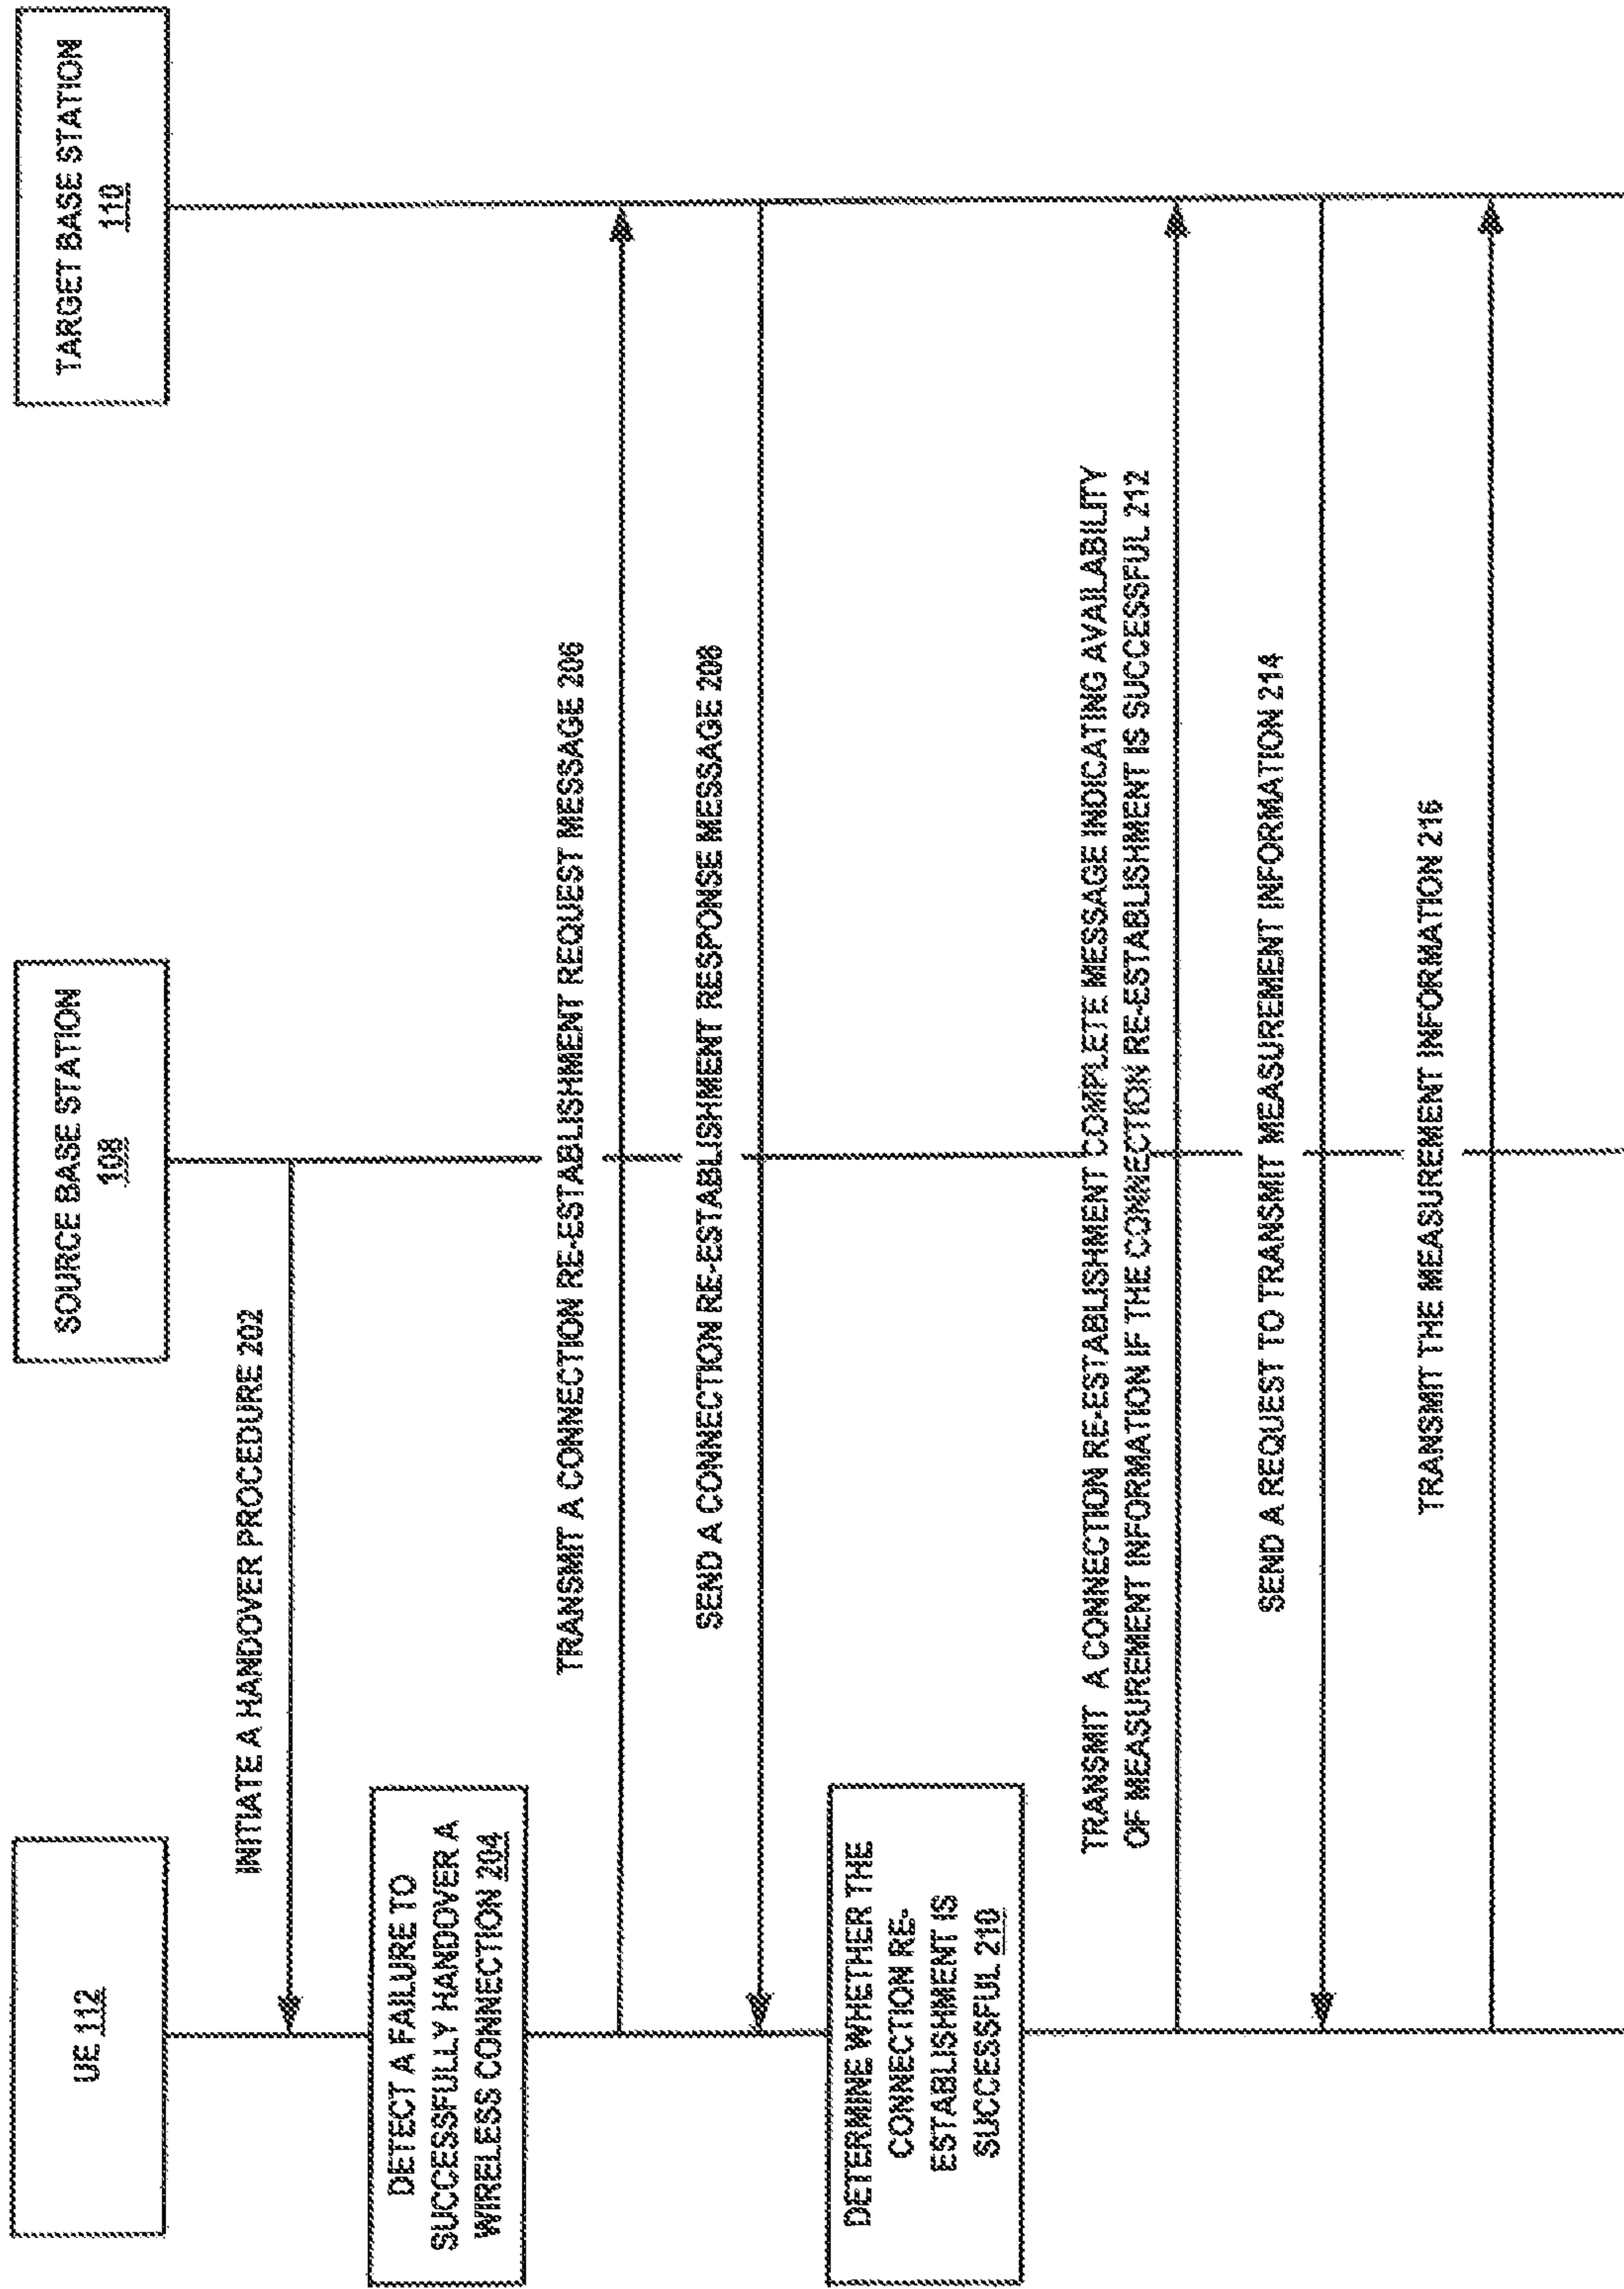 UE 112
SOURCE BASE STATION
108
TARGET BASE STATION
110
INITIATE A HANDOVER PROCEDURE 202
DETECT A FAILURE TO
SUCCESSFULLY HANDOVER A
WIRELESS CONNECTION 204
TRANSMIT A CONNECTION RE-ESTABLISHMENT REQUEST MESSAGE 206
SEND A CONNECTION RE-ESTABLISHMENT RESPONSE MESSAGE 208
DETERMINE WHETHER THE
CONNECTION RE-
ESTABLISHMENT IS
SUCCESSFUL 210
TRANSMIT A CONNECTION RE-ESTABLISHMENT COMPLETE MESSAGE INDICATING AVAILABILITY
OF MEASUREMENT INFORMATION IF THE CONNECTION RE-ESTABLISHMENT IS SUCCESSFUL 212
SEND A REQUEST TO TRANSMIT MEASUREMENT INFORMATION 214
TRANSMIT THE MEASUREMENT INFORMATION 216